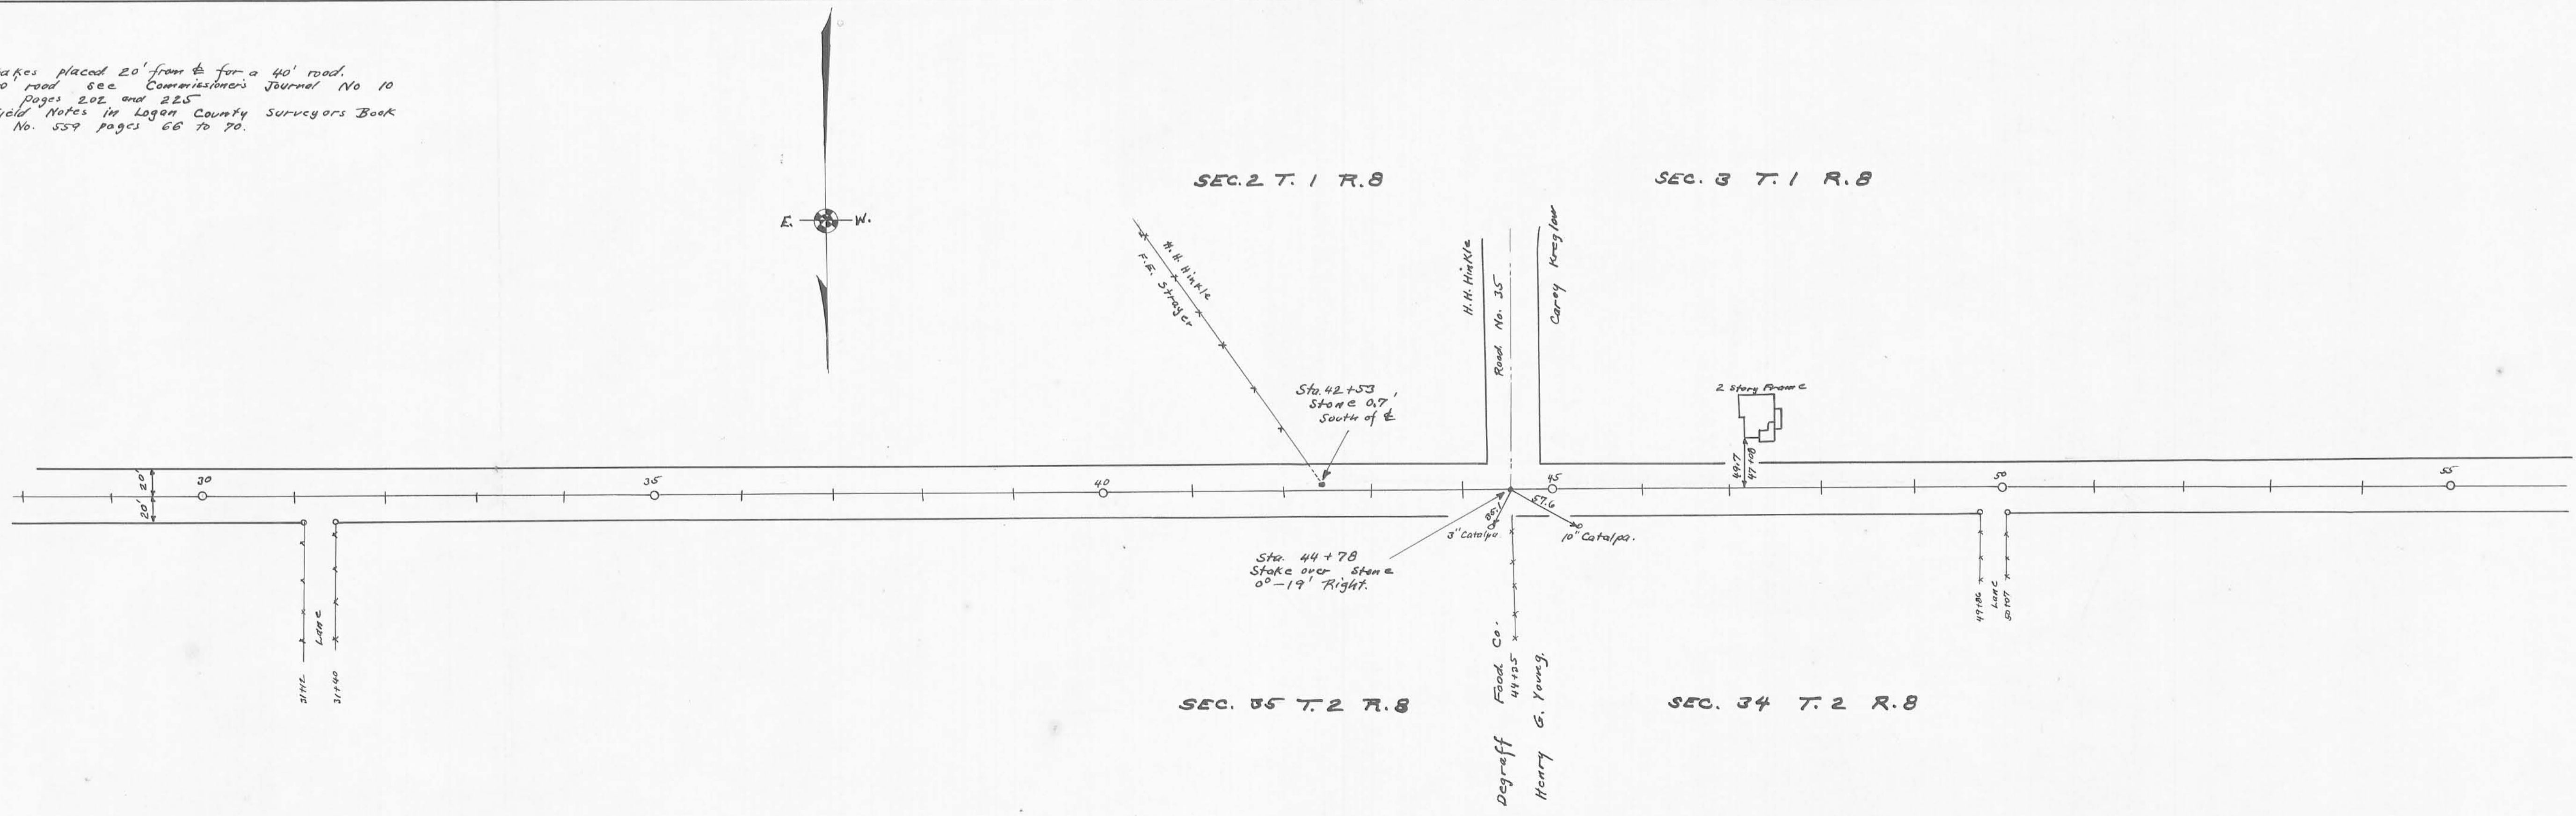 akes placed 20' from ℄ for a 40' road.
0' road see Commissioners Journal No 10
pages 202 and 225
ield Notes in Logan County Surveyors Book
No. 559 pages 66 to 70.
E. W.
SEC. 2 T. 1 R. 8
SEC. 3 T. 1 R. 8
H. H. Hinkle
F. E. Strayer
H. H. Hinkle
Road No. 35
Carey Kreglow
Sta. 42+53
Stone 0.7'
South of ℄
2 Story Frame
49.7
47+08
20'
20'
30
35
40
45
50
55
35.1
57.6
3" Catalpa.
10" Catalpa.
Sta. 44+78
Stake over Stone
0°-19' Right.
31+12
Lane
31+40
49+86
Lane
50+07
Degraff Food Co.
44+25
Henry G. Young.
SEC. 35 T. 2 R. 8
SEC. 34 T. 2 R. 8